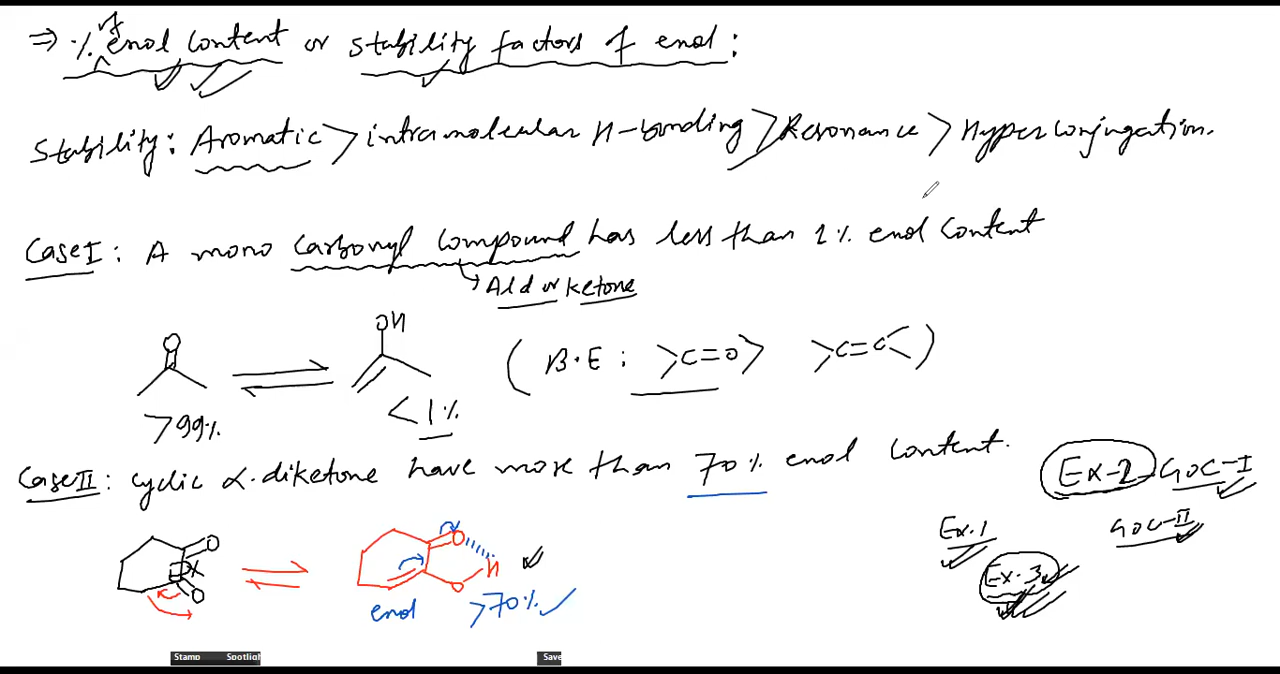 ⇒ % of enol content or stability factors of enol:
Stability: Aromatic > intramolecular H-bonding > Resonance > Hyperconjugation.
Case I: A mono carbonyl compound has less than 1% enol content
→ Ald or ketone
O
OH
( B.E : >C=O > >C=C< )
>99%
<1%
Case II: cyclic α-diketone have more than 70% enol content.
Ex-2 - GOC-I
Ex.1
GOC-II
Ex.3
O
O
O
H
O
enol
>70%
Stamp Spotlight
Save